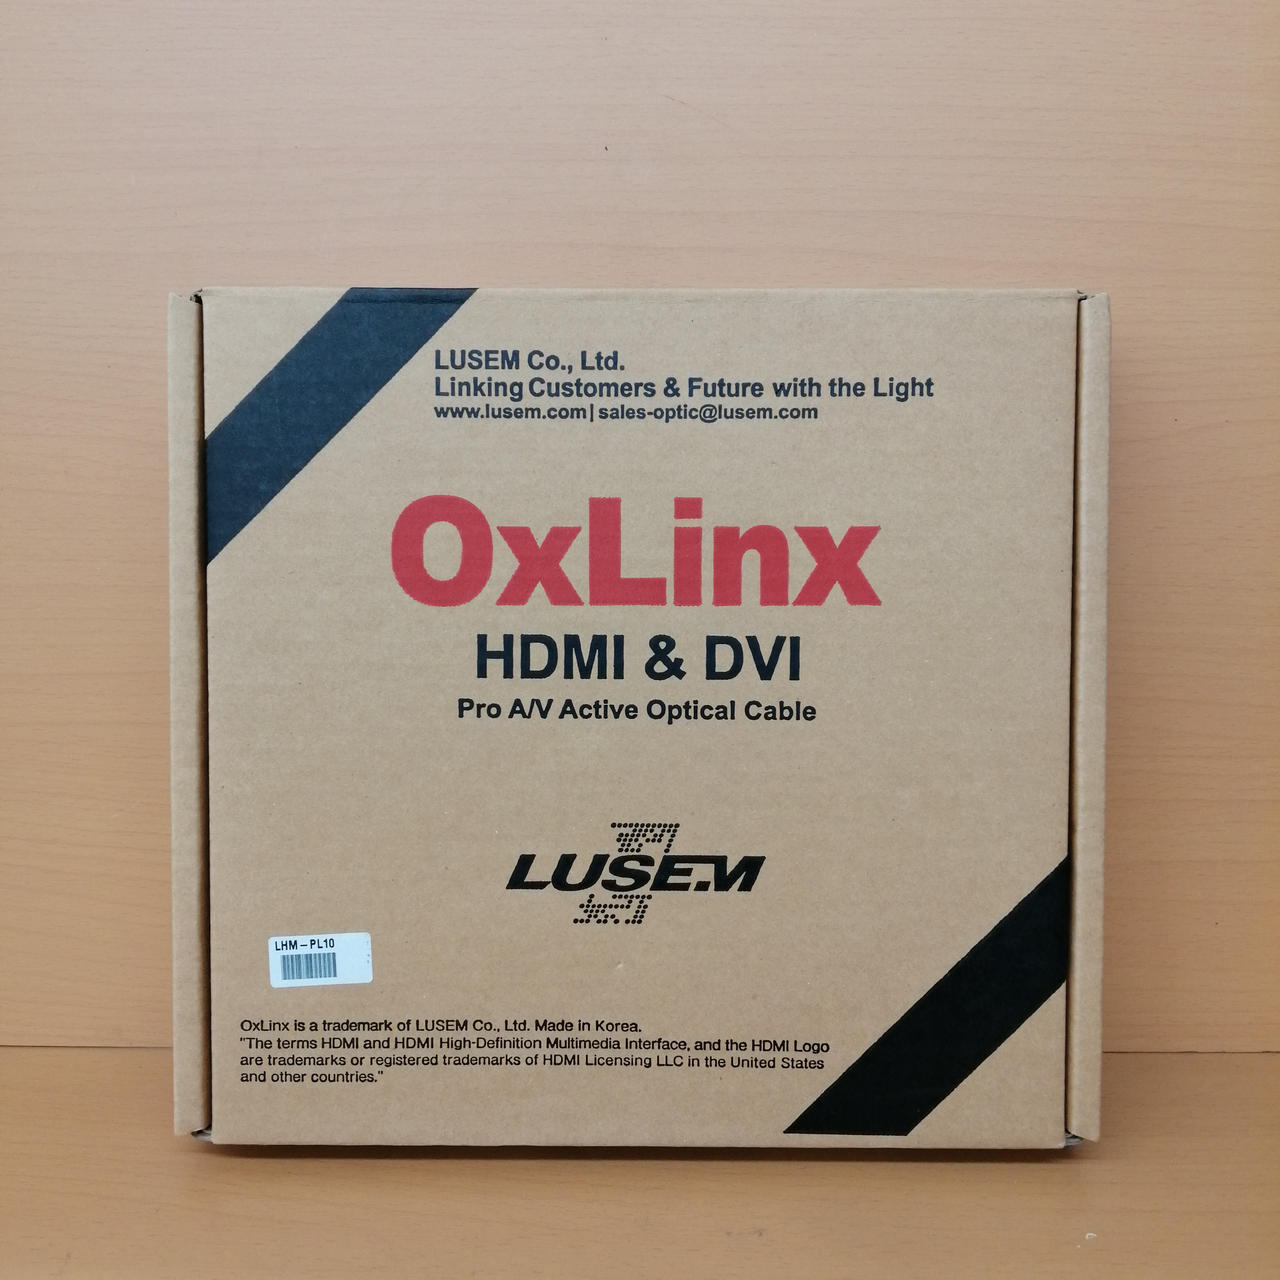 LUSEM Co., Ltd.
Linking Customers & Future with the Light
www.lusem.com|sales-optic@lusem.com
OxLinx
HDMI & DVI
Pro A/V Active Optical Cable
LUSEM
LHM-PL10
OxLinx is a trademark of LUSEM Co., Ltd. Made in Korea.
"The terms HDMI and HDMI High-Definition Multimedia Interface, and the HDMI Logo
are trademarks or registered trademarks of HDMI Licensing LLC in the United States
and other countries."